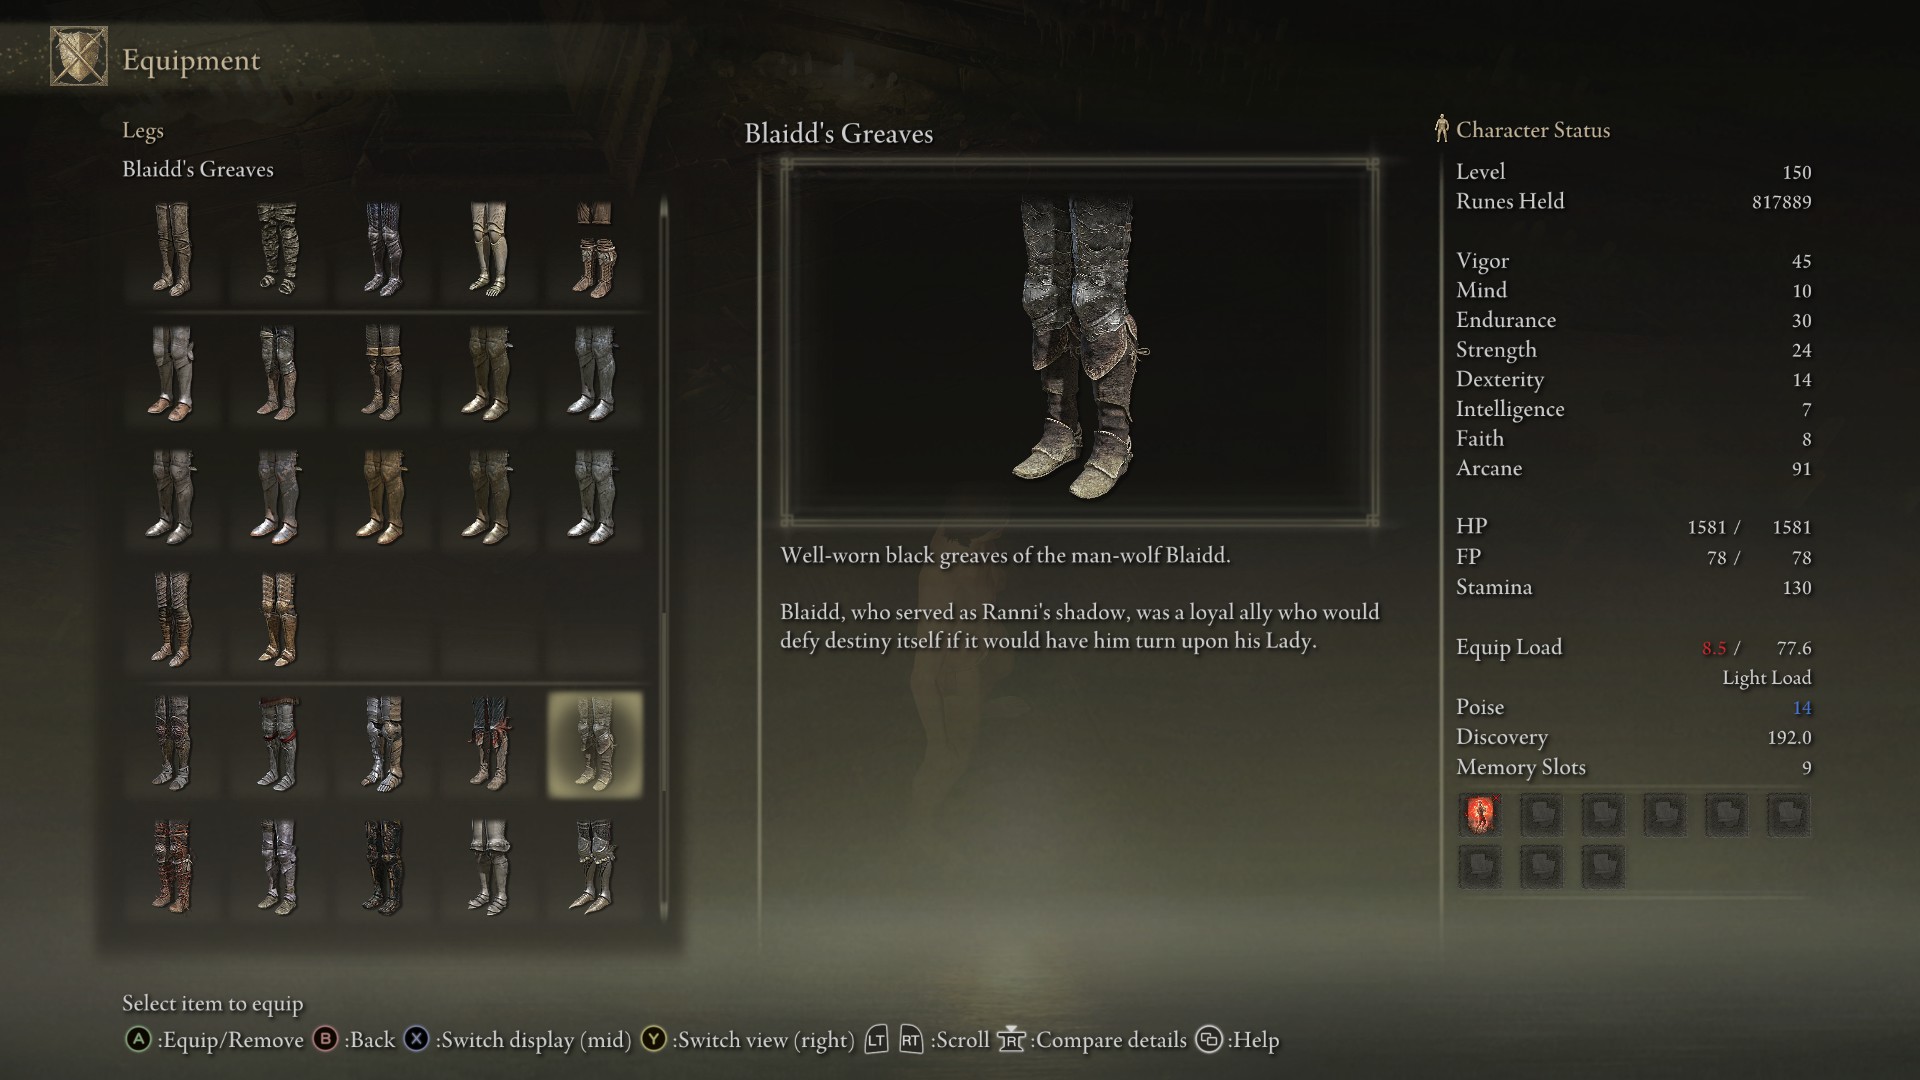 Equipment
Legs
Blaidd's Greaves
Blaidd's Greaves
Well-worn black greaves of the man-wolf Blaidd.
Blaidd, who served as Ranni's shadow, was a loyal ally who would
defy destiny itself if it would have him turn upon his Lady.
Character Status
Level 150
Runes Held 817889
Vigor 45
Mind 10
Endurance 30
Strength 24
Dexterity 14
Intelligence 7
Faith 8
Arcane 91
HP 1581 / 1581
FP 78 / 78
Stamina 130
Equip Load 8.5 / 77.6
Light Load
Poise 14
Discovery 192.0
Memory Slots 9
Select item to equip
A :Equip/Remove B :Back X :Switch display (mid) Y :Switch view (right) LT RT :Scroll R :Compare details :Help